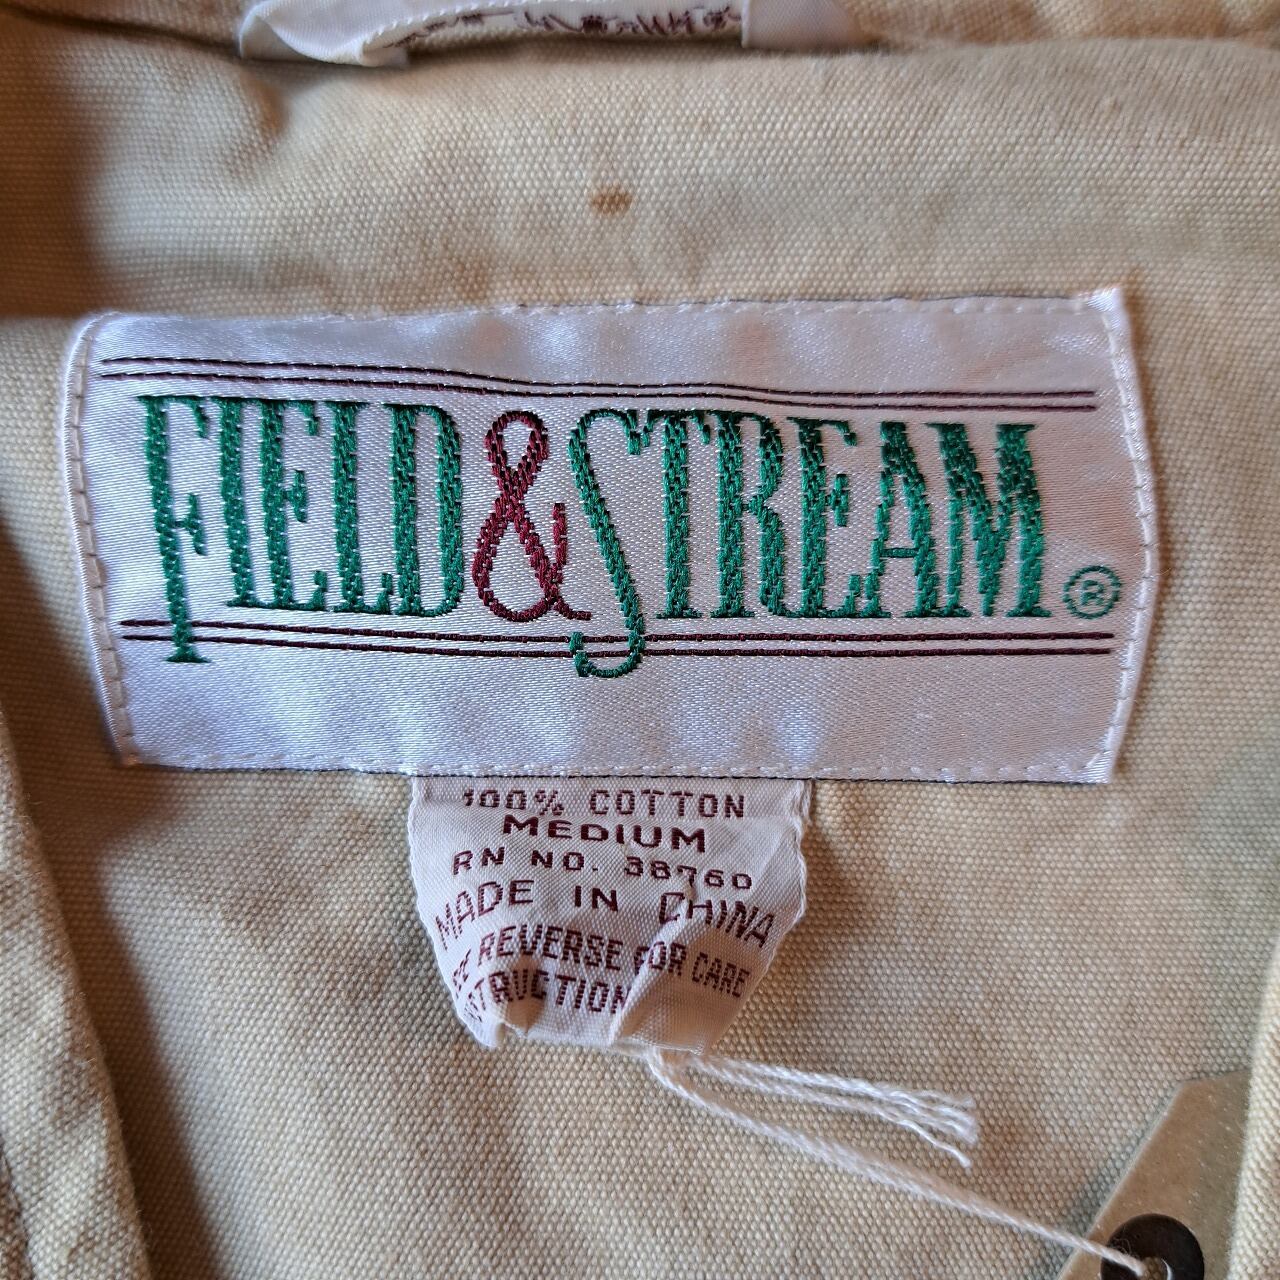 FIELD & STREAM ®
100% COTTON
MEDIUM
RN NO. 38760
MADE IN CHINA
REVERSE FOR CARE